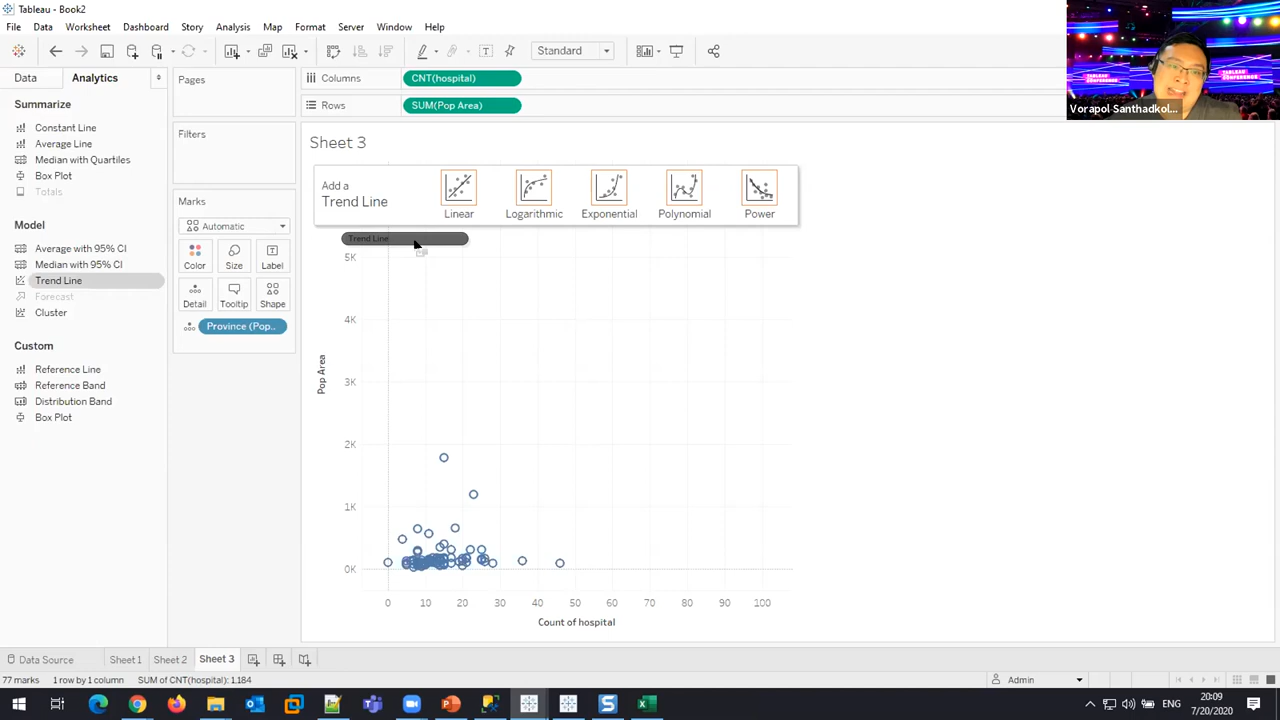 Tableau - Book2
File Data Worksheet Dashboard Story Analysis Map Format Server Window Help
Standard
Data Analytics
Summarize
Constant Line
Average Line
Median with Quartiles
Box Plot
Totals
Model
Average with 95% CI
Median with 95% CI
Trend Line
Forecast
Cluster
Custom
Reference Line
Reference Band
Distribution Band
Box Plot
Pages
Filters
Marks
Automatic
Color Size Label
Detail Tooltip Shape
Province (Pop..
Columns CNT(hospital)
Rows SUM(Pop Area)
Sheet 3
Add a
Trend Line
Linear Logarithmic Exponential Polynomial Power
Trend Line
5K
4K
3K
2K
1K
0K
Pop Area
0 10 20 30 40 50 60 70 80 90 100
Count of hospital
TABLEAU CONFERENCE
Vorapol Santhadkol...
Data Source Sheet 1 Sheet 2 Sheet 3
77 marks 1 row by 1 column SUM of CNT(hospital): 1,184
Admin
ENG
20:09
7/20/2020